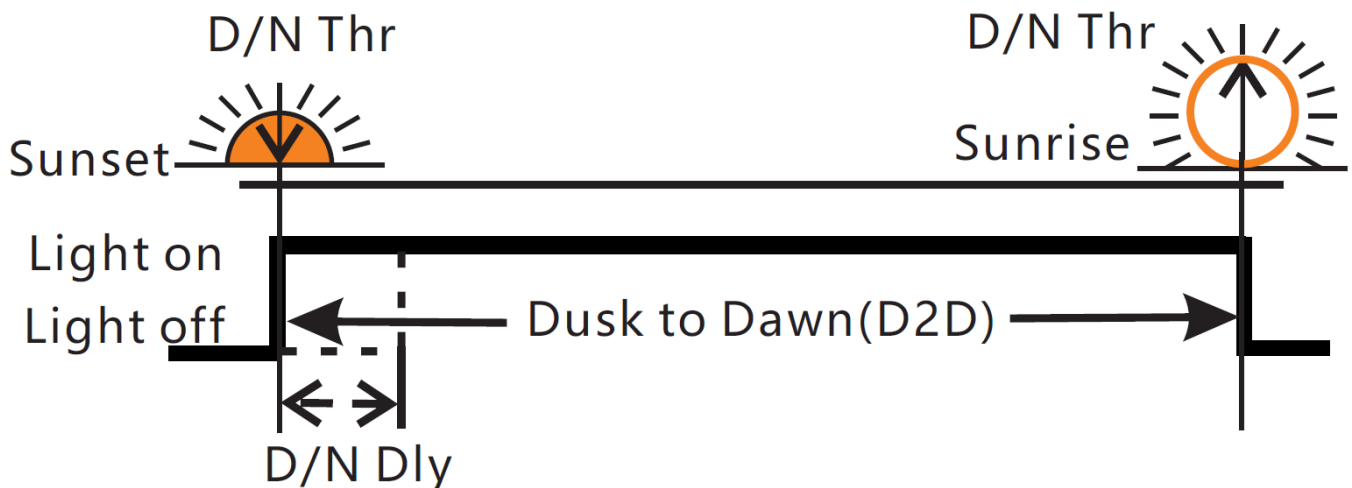 D/N Thr
D/N Thr
Sunset
Sunrise
Light on
Light off
Dusk to Dawn(D2D)
D/N Dly